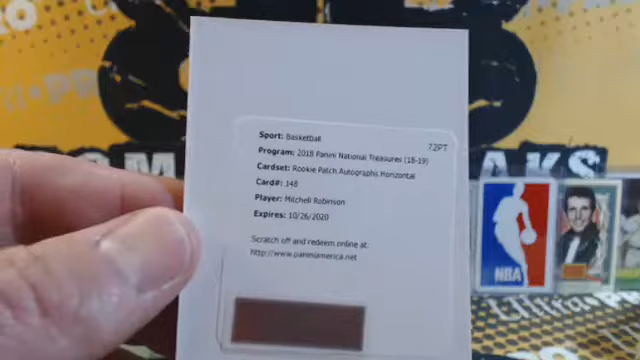 Sport: Basketball
72PT
Program: 2018 Panini National Treasures (18-19)
Cardset: Rookie Patch Autographs Horizontal
Card#: 148
Player: Mitchell Robinson
Expires: 10/26/2020
Scratch off and redeem online at:
http://www.paniniamerica.net
NBA